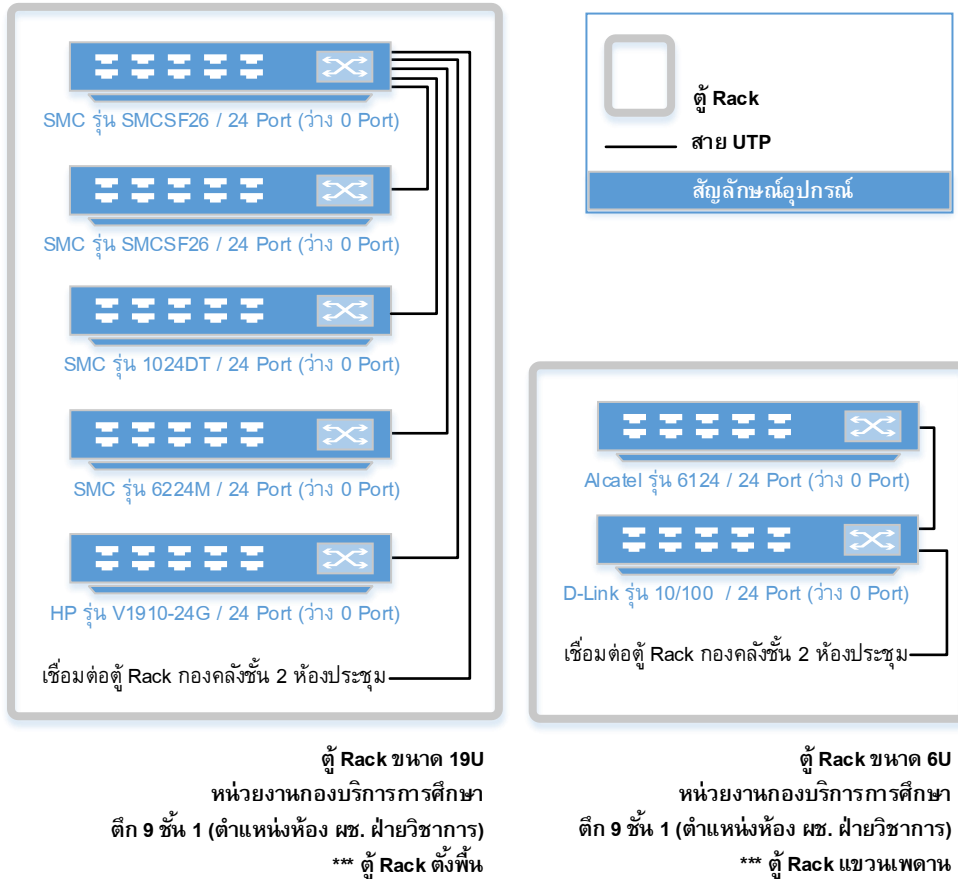 SMC รุ่น SMCSF26 / 24 Port (ว่าง 0 Port)
SMC รุ่น SMCSF26 / 24 Port (ว่าง 0 Port)
SMC รุ่น 1024DT / 24 Port (ว่าง 0 Port)
SMC รุ่น 6224M / 24 Port (ว่าง 0 Port)
HP รุ่น V1910-24G / 24 Port (ว่าง 0 Port)
เชื่อมต่อตู้ Rack กองคลังชั้น 2 ห้องประชุม
ตู้ Rack ขนาด 19U
หน่วยงานกองบริการการศึกษา
ตึก 9 ชั้น 1 (ตำแหน่งห้อง ผช. ฝ่ายวิชาการ)
*** ตู้ Rack ตั้งพื้น
ตู้ Rack
สาย UTP
สัญลักษณ์อุปกรณ์
Alcatel รุ่น 6124 / 24 Port (ว่าง 0 Port)
D-Link รุ่น 10/100 / 24 Port (ว่าง 0 Port)
เชื่อมต่อตู้ Rack กองคลังชั้น 2 ห้องประชุม
ตู้ Rack ขนาด 6U
หน่วยงานกองบริการการศึกษา
ตึก 9 ชั้น 1 (ตำแหน่งห้อง ผช. ฝ่ายวิชาการ)
*** ตู้ Rack แขวนเพดาน